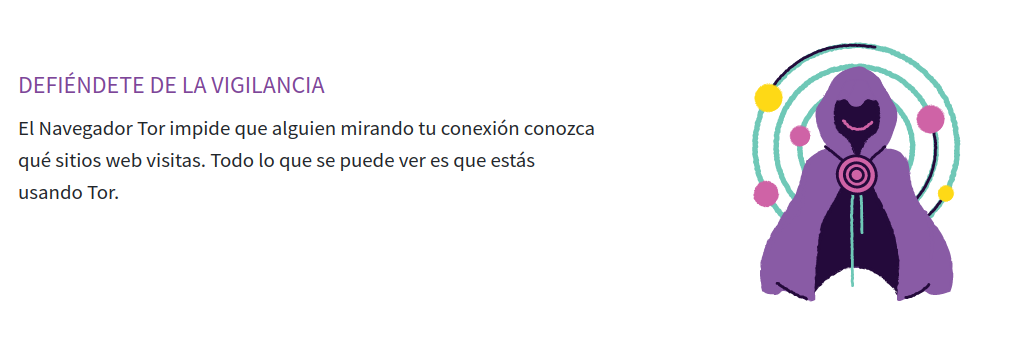 DEFIÉNDETE DE LA VIGILANCIA
El Navegador Tor impide que alguien mirando tu conexión conozca
qué sitios web visitas. Todo lo que se puede ver es que estás
usando Tor.